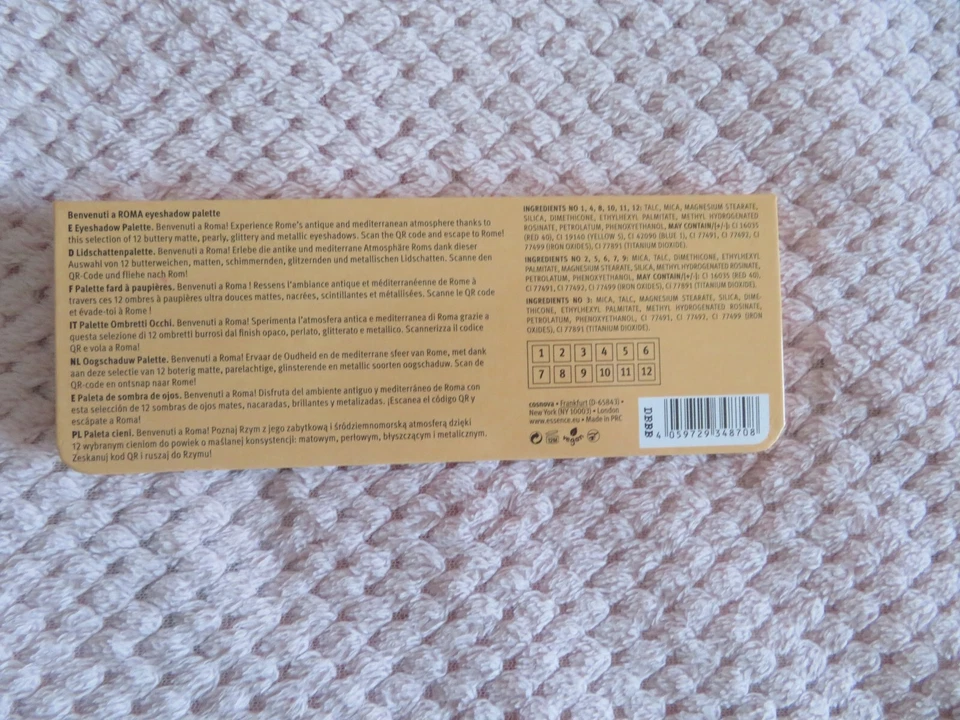 Benvenuti a ROMA eyeshadow palette
E Eyeshadow Palette. Benvenuti a Roma! Experience Rome's antique and mediterranean atmosphere thanks to
this selection of 12 buttery matte, pearly, glittery and metallic eyeshadows. Scan the QR code and escape to Rome!
D Lidschattenpalette. Benvenuti a Roma! Erlebe die antike und mediterrane Atmosphäre Roms dank dieser
Auswahl von 12 butterweichen, matten, schimmernden, glitzernden und metallischen Lidschatten. Scanne den
QR-Code und fliehe nach Rom!
F Palette fard à paupières. Benvenuti a Roma ! Ressens l'ambiance antique et méditerranéenne de Rome à
travers ces 12 ombres à paupières ultra douces mattes, nacrées, scintillantes et métallisées. Scanne le QR code
et évade-toi à Rome !
IT Palette Ombretti Occhi. Benvenuti a Roma! Sperimenta l'atmosfera antica e mediterranea di Roma grazie a
questa selezione di 12 ombretti burrosi dal finish opaco, perlato, glitterato e metallico. Scannerizza il codice
QR e vola a Roma!
NL Oogschaduw Palette. Benvenuti a Roma! Ervaar de Oudheid en de mediterrane sfeer van Rome, met dank
aan deze selectie van 12 boterig matte, parelachtige, glinsterende en metallic soorten oogschaduw. Scan de
QR-code en ontsnap naar Rome!
E Paleta de sombra de ojos. Benvenuti a Roma! Disfruta del ambiente antiguo y mediterráneo de Roma con
esta selección de 12 sombras de ojos mates, nacaradas, brillantes y metalizadas. ¡Escanea el código QR y
escápate a Roma!
PL Paleta cieni. Benvenuti a Roma! Poznaj Rzym z jego zabytkową i śródziemnomorską atmosferą dzięki
12 wybranym cieniom do powiek o maślanej konsystencji: matowym, perłowym, błyszczącym i metalicznym.
Zeskanuj kod QR i ruszaj do Rzymu!
INGREDIENTS NO 1, 4, 8, 10, 11, 12: TALC, MICA, MAGNESIUM STEARATE,
SILICA, DIMETHICONE, ETHYLHEXYL PALMITATE, METHYL HYDROGENATED
ROSINATE, PETROLATUM, PHENOXYETHANOL, MAY CONTAIN/[+/-]: CI 16035
(RED 40), CI 19140 (YELLOW 5), CI 42090 (BLUE 1), CI 77491, CI 77492, CI
77499 (IRON OXIDES), CI 77891 (TITANIUM DIOXIDE).
INGREDIENTS NO 2, 5, 6, 7, 9: MICA, TALC, DIMETHICONE, ETHYLHEXYL
PALMITATE, MAGNESIUM STEARATE, SILICA, METHYL HYDROGENATED ROSINATE,
PETROLATUM, PHENOXYETHANOL, MAY CONTAIN/[+/-]: CI 16035 (RED 40),
CI 77491, CI 77492, CI 77499 (IRON OXIDES), CI 77891 (TITANIUM DIOXIDE).
INGREDIENTS NO 3: MICA, TALC, MAGNESIUM STEARATE, SILICA, DIME-
THICONE, ETHYLHEXYL PALMITATE, METHYL HYDROGENATED ROSINATE,
PETROLATUM, PHENOXYETHANOL, CI 77491, CI 77492, CI 77499 (IRON
OXIDES), CI 77891 (TITANIUM DIOXIDE).
1 2 3 4 5 6
7 8 9 10 11 12
cosnova • Frankfurt (D-65843) •
New York (NY 10001) • London
www.essence.eu • Made in PRC
12M vegan
DBBB
4 059729 348708